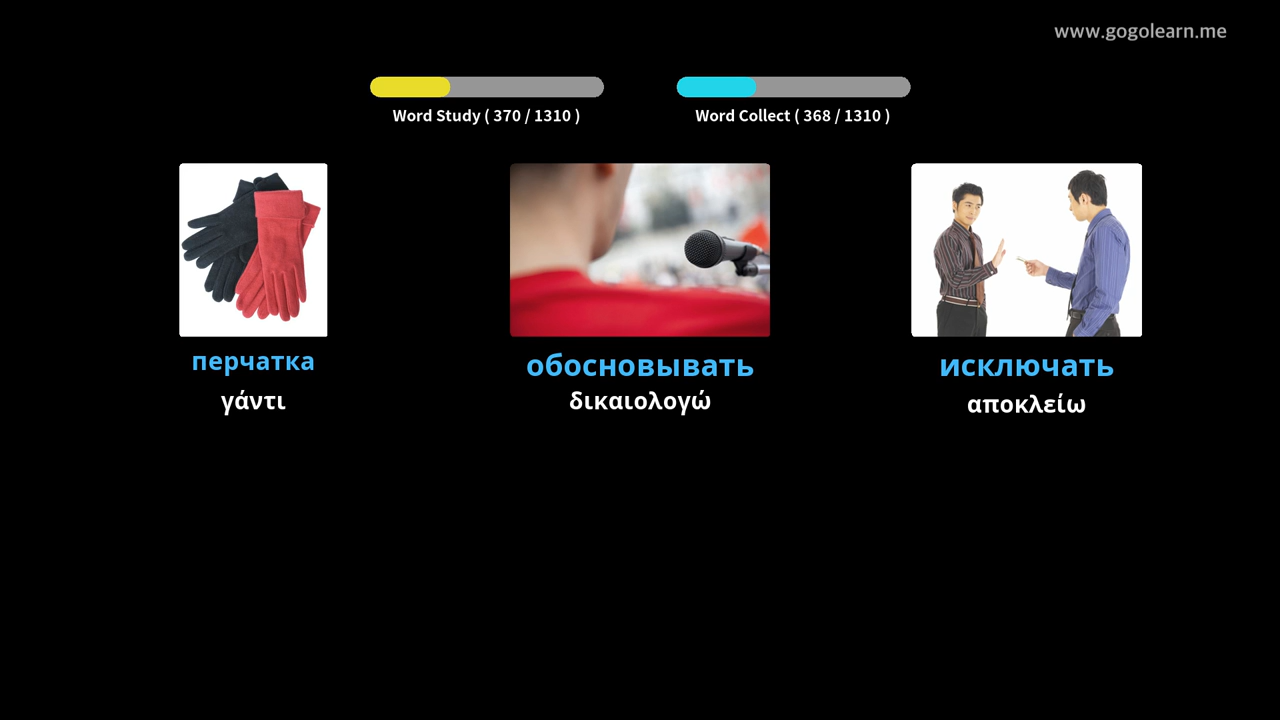 www.gogolearn.me
Word Study ( 370 / 1310 )
Word Collect ( 368 / 1310 )
перчатка
γάντι
обосновывать
δικαιολογώ
исключать
αποκλείω